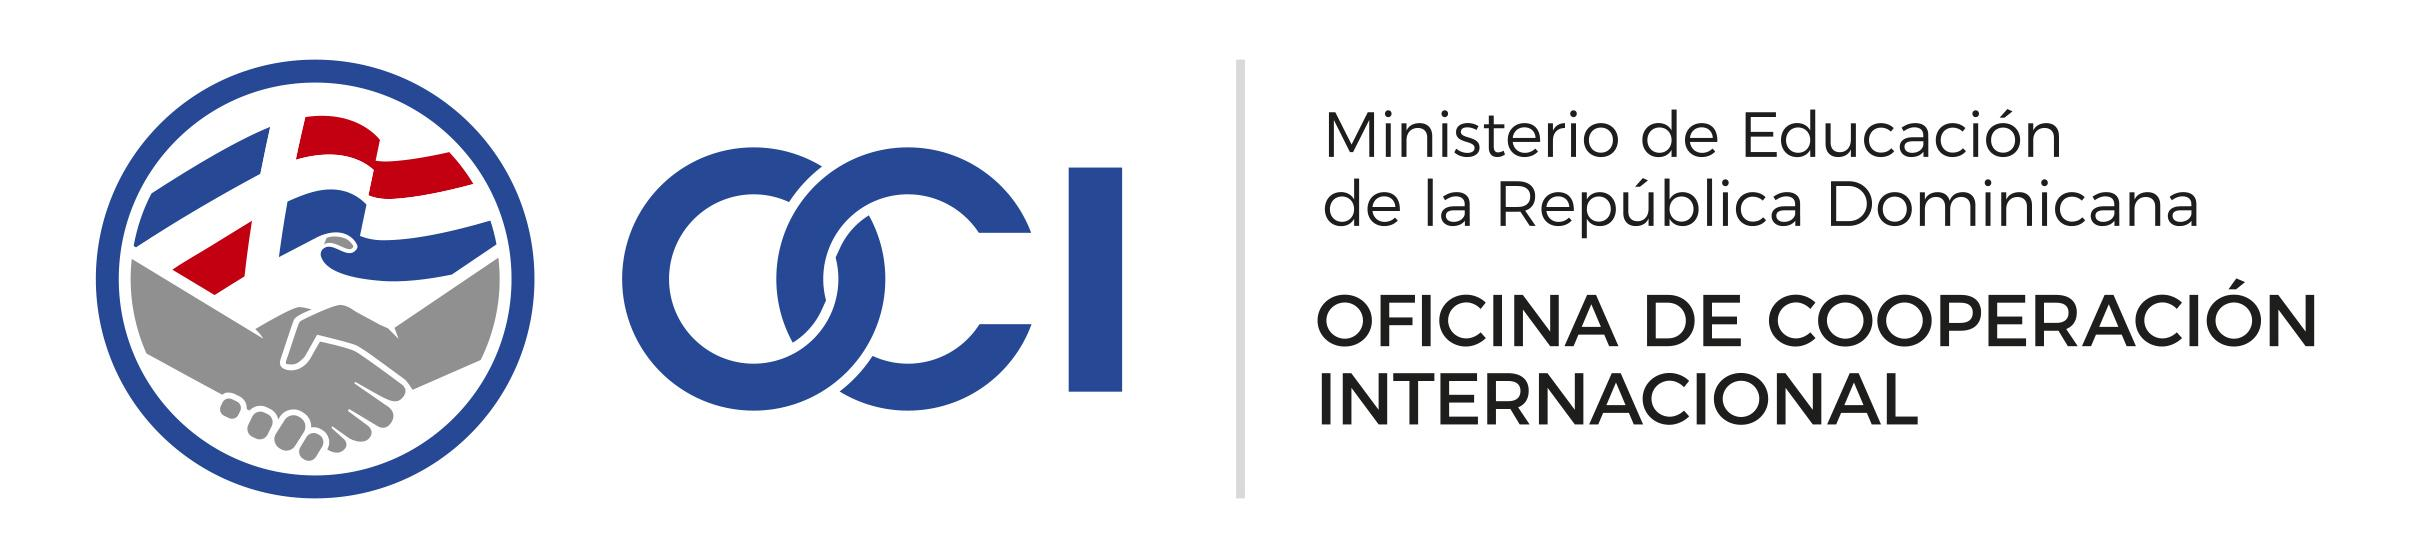 OCI
Ministerio de Educación
de la República Dominicana
OFICINA DE COOPERACIÓN
INTERNACIONAL